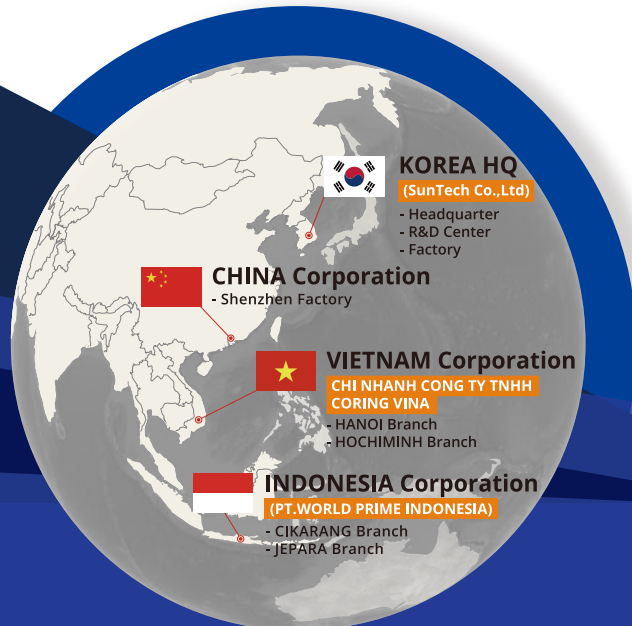 KOREA HQ
(SunTech Co.,Ltd)
- Headquarter
- R&D Center
- Factory
CHINA Corporation
- Shenzhen Factory
VIETNAM Corporation
CHI NHANH CONG TY TNHH
CORING VINA
- HANOI Branch
- HOCHIMINH Branch
INDONESIA Corporation
(PT.WORLD PRIME INDONESIA)
- CIKARANG Branch
- JEPARA Branch